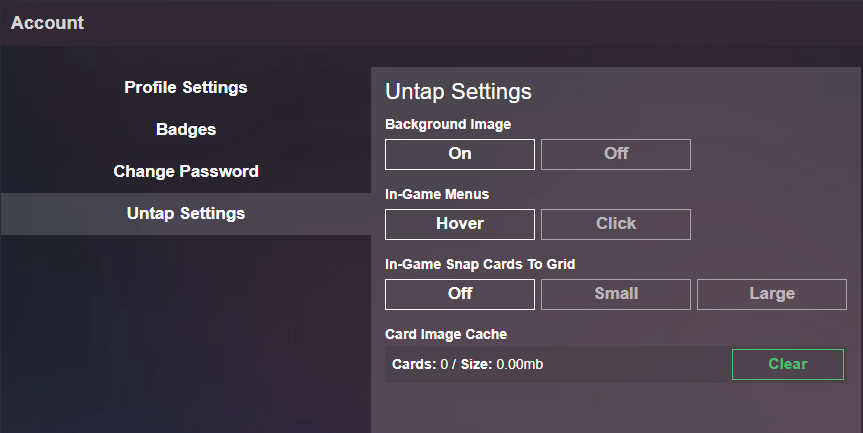 Account
Profile Settings
Badges
Change Password
Untap Settings
Untap Settings
Background Image
On Off
In-Game Menus
Hover Click
In-Game Snap Cards To Grid
Off Small Large
Card Image Cache
Cards: 0 / Size: 0.00mb Clear